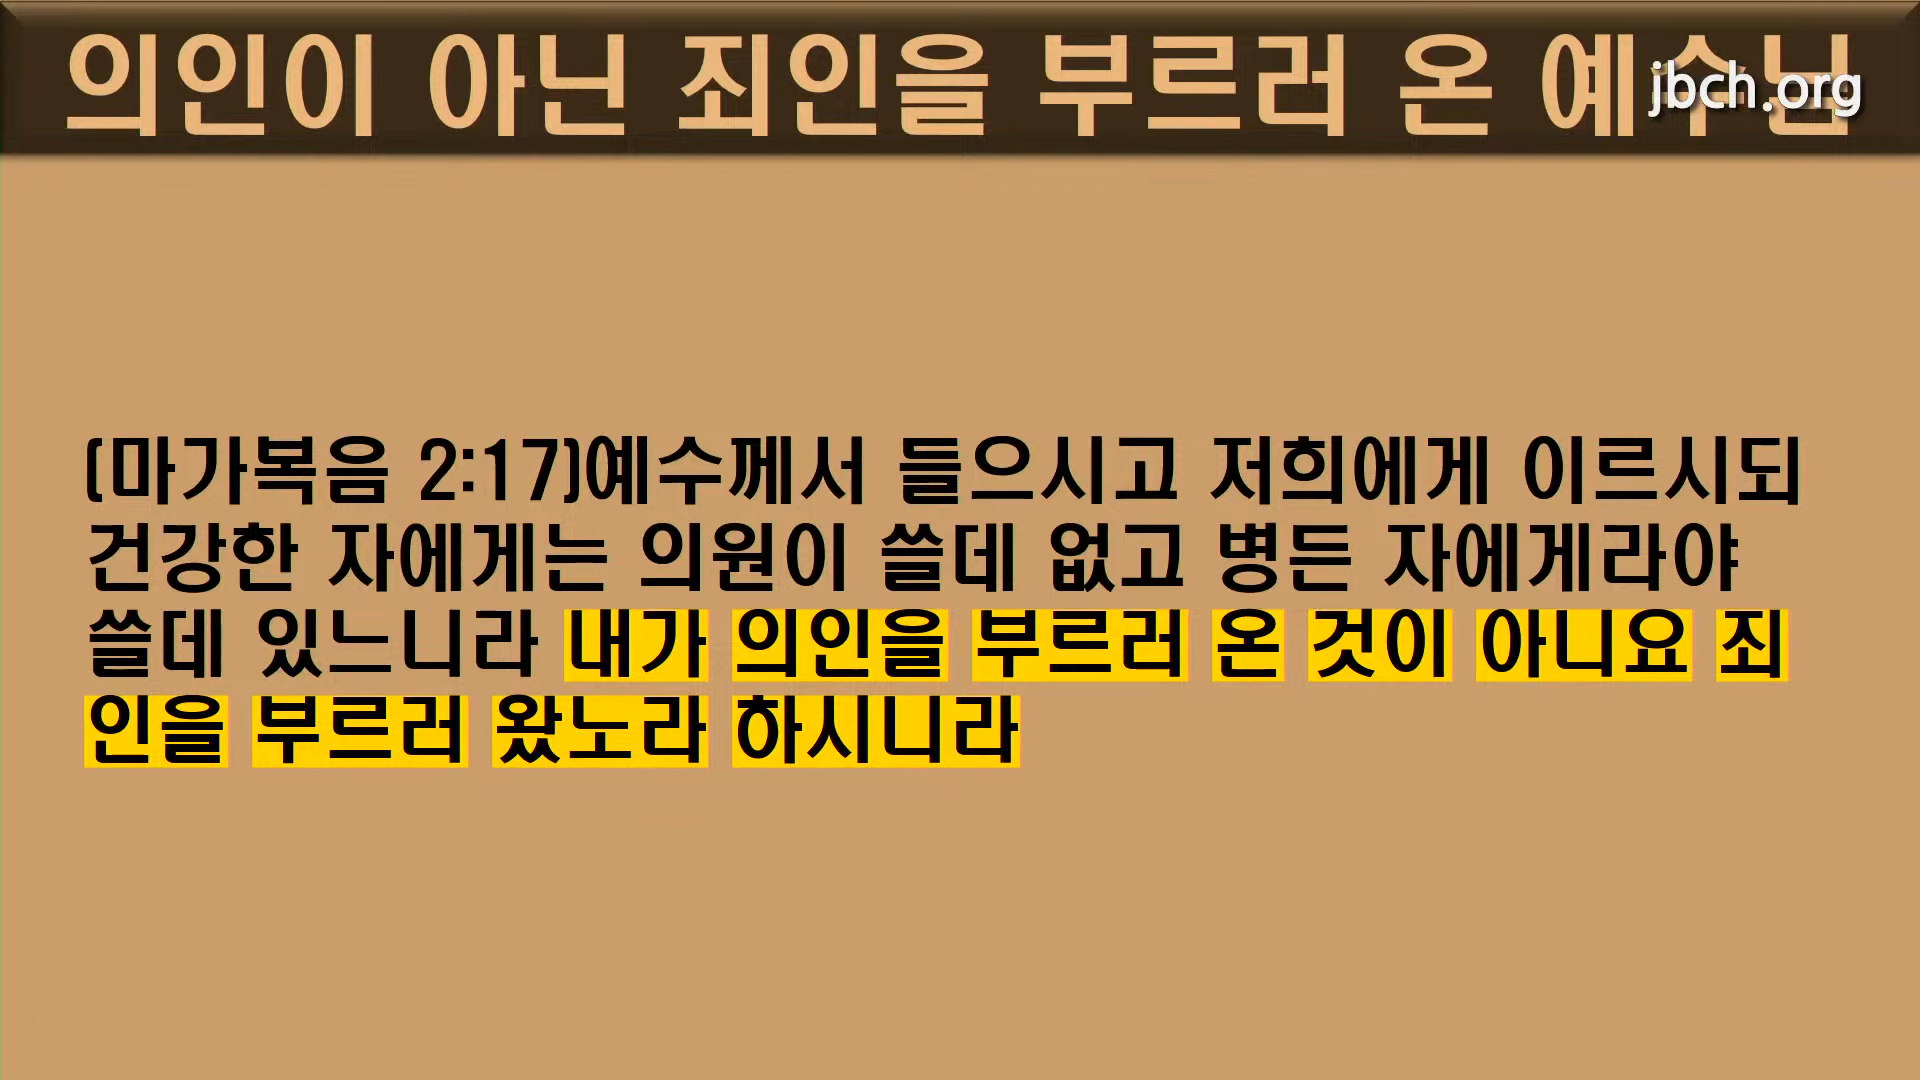 의인이 아닌 죄인을 부르러 온 예수님
jbch.org
(마가복음 2:17)예수께서 들으시고 저희에게 이르시되
건강한 자에게는 의원이 쓸데 없고 병든 자에게라야
쓸데 있느니라 내가 의인을 부르러 온 것이 아니요 죄
인을 부르러 왔노라 하시니라